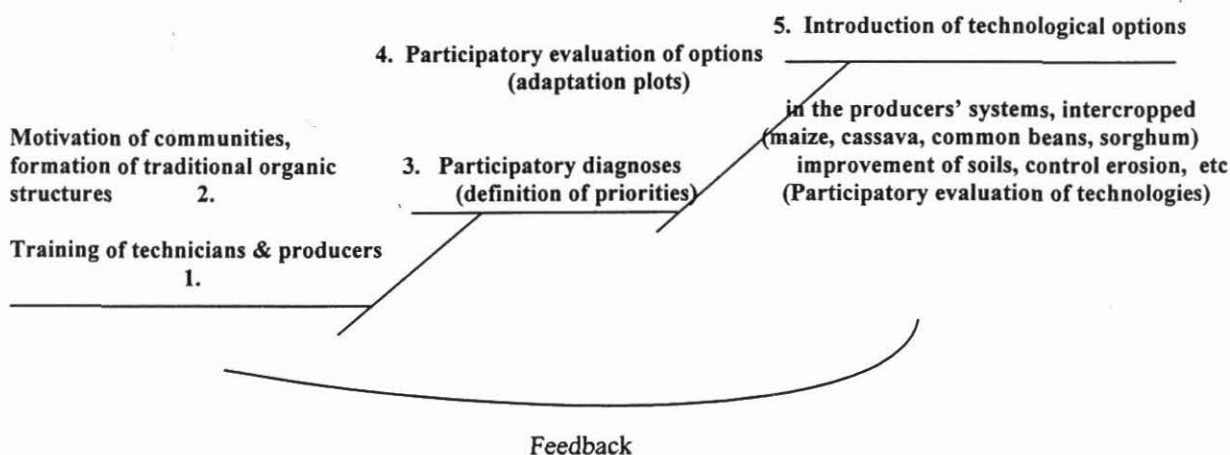 5. Introduction of technological options
4. Participatory evaluation of options
(adaptation plots)
in the producers' systems, intercropped
(maize, cassava, common beans, sorghum)
improvement of soils, control erosion, etc
(Participatory evaluation of technologies)
Motivation of communities,
formation of traditional organic
structures 2.
3. Participatory diagnoses
(definition of priorities)
Training of technicians & producers
1.
Feedback